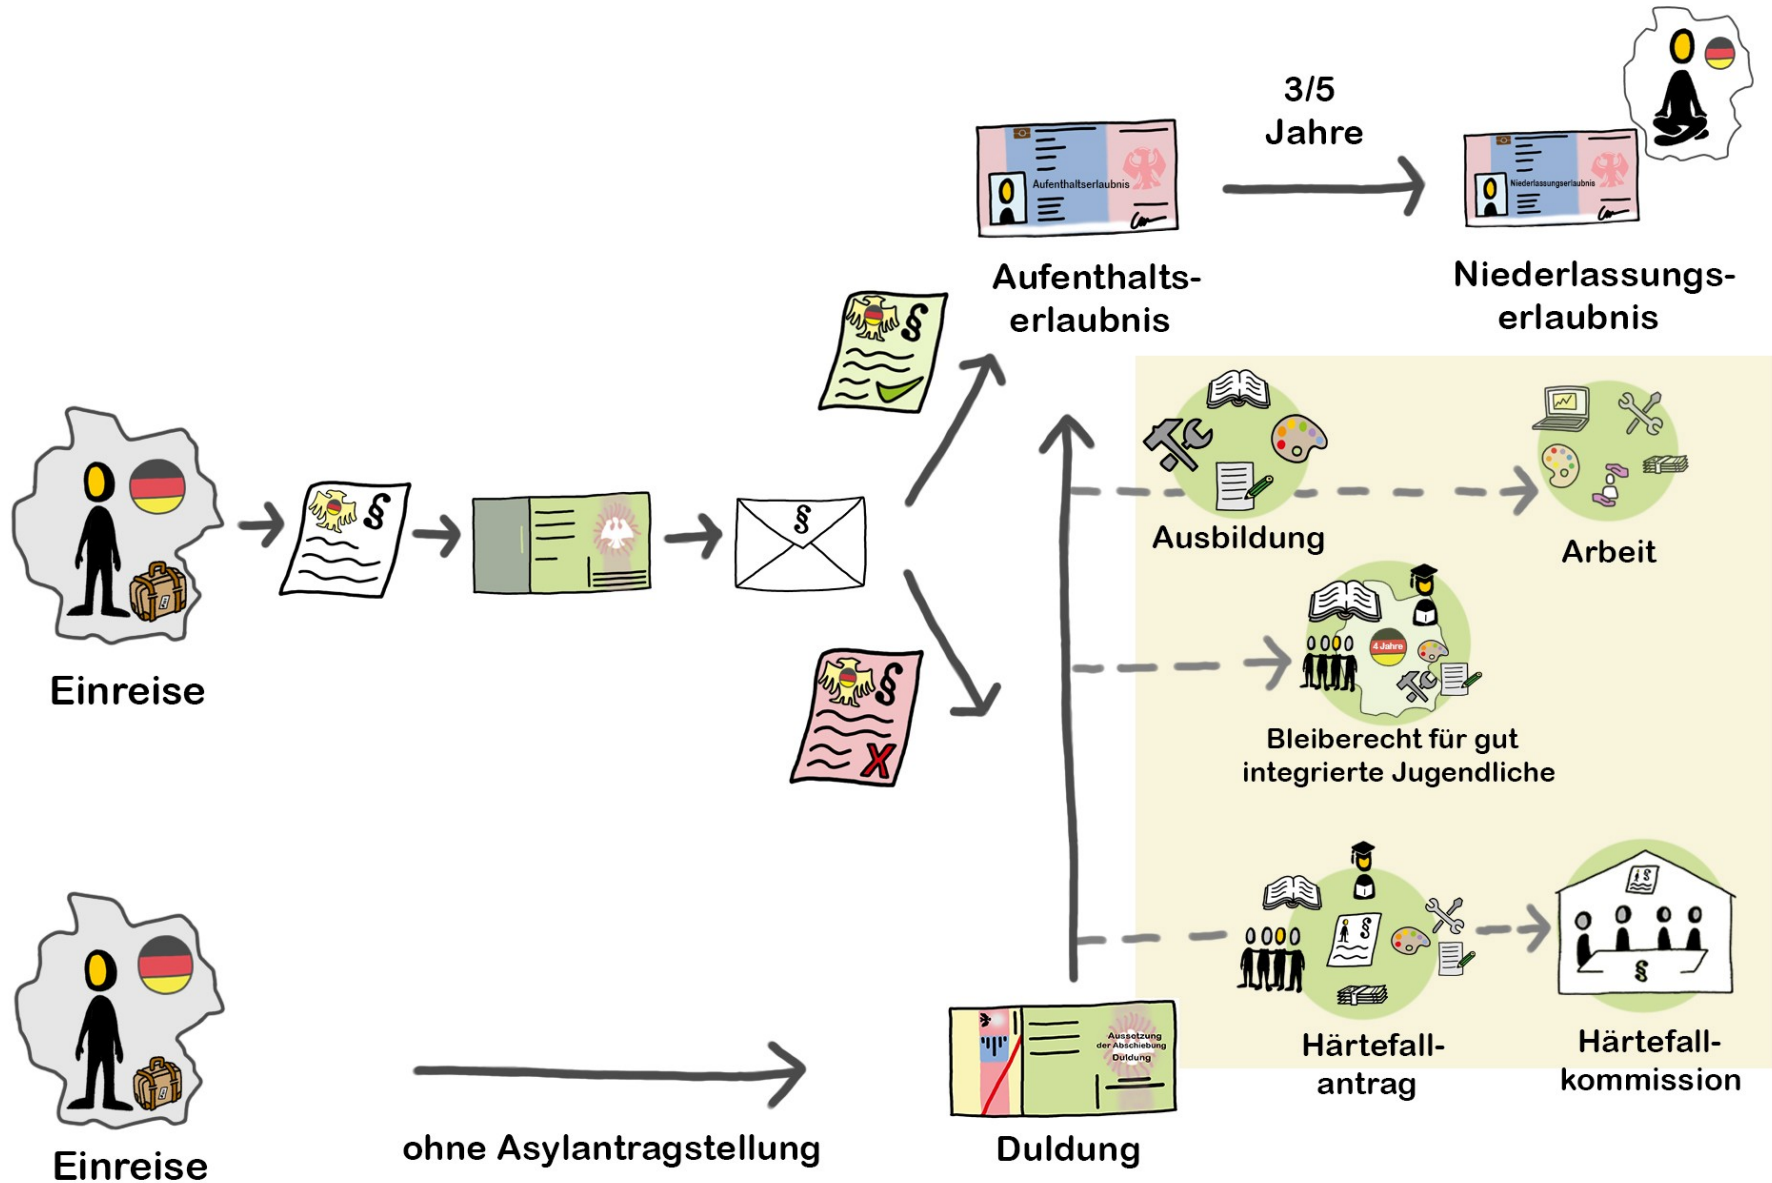 3/5
Jahre
Aufenthaltserlaubnis
Niederlassungserlaubnis
Aufenthalts-
erlaubnis
Niederlassungs-
erlaubnis
§
§
§
Einreise
§
Ausbildung
Arbeit
4 Jahre
Bleiberecht für gut
integrierte Jugendliche
§
§
Härtefall-
antrag
Härtefall-
kommission
Aussetzung
der Abschiebung
Duldung
Einreise
ohne Asylantragstellung
Duldung